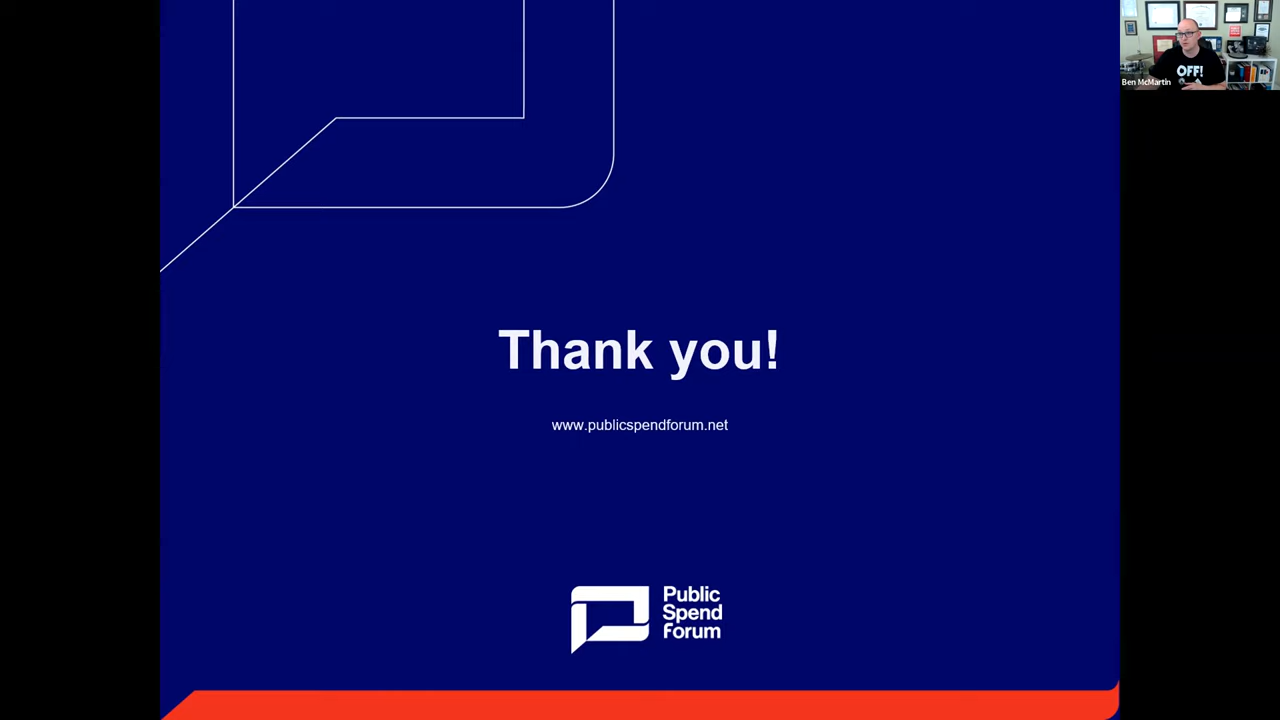 OFF!
Ben McMartin
Thank you!
www.publicspendforum.net
Public
Spend
Forum